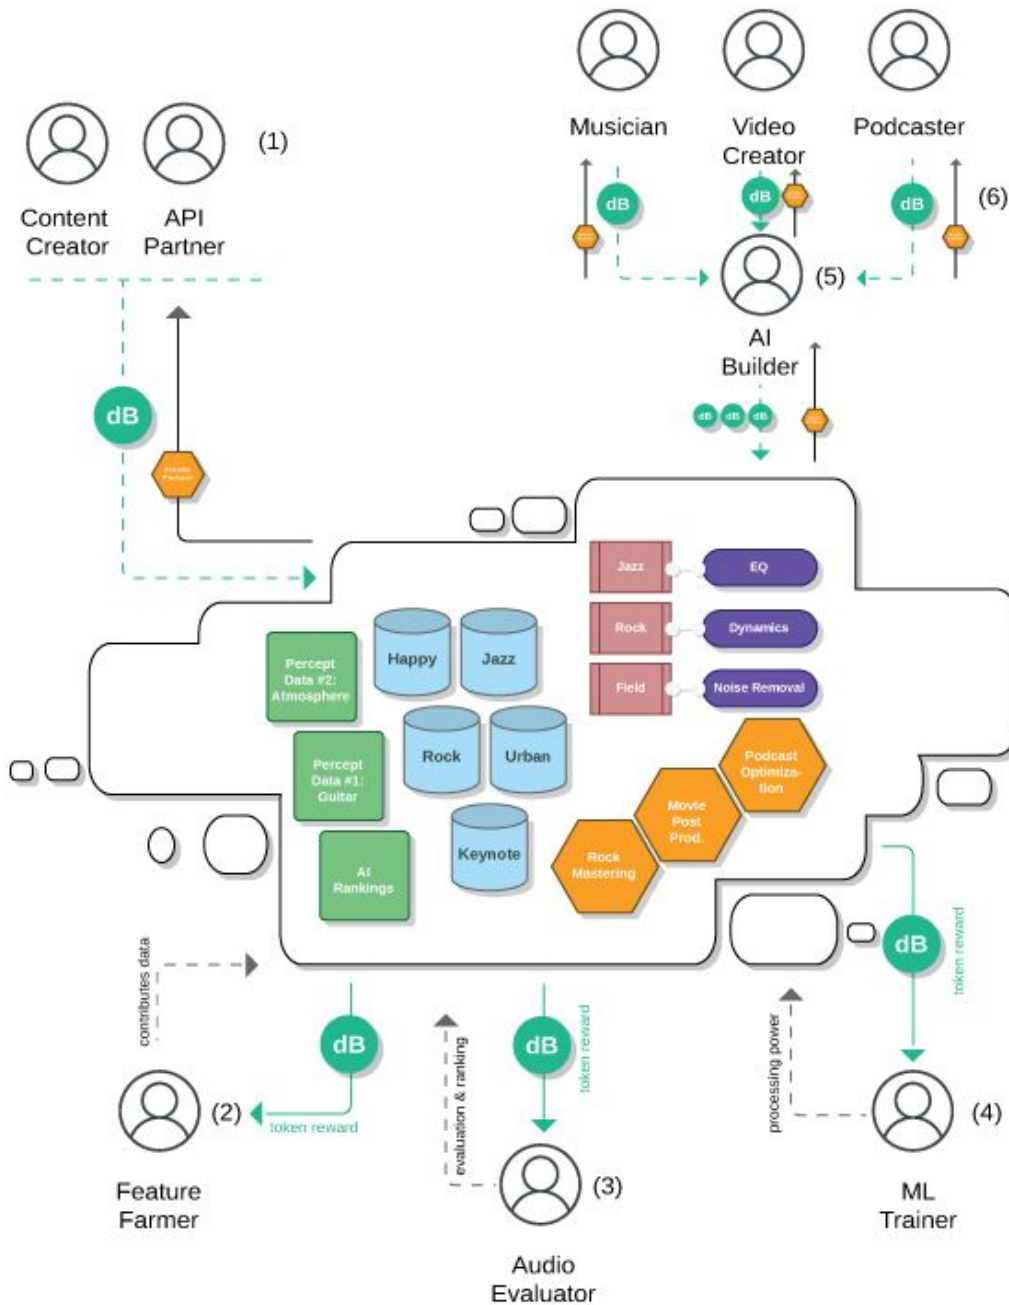 Musician
Video
Creator
Podcaster
(1)
Content
Creator
API
Partner
dB
dB
dB
(6)
(5)
AI
Builder
dB
dB
dB
dB
Jazz
EQ
Rock
Dynamics
Field
Noise Removal
Percept
Data #2:
Atmosphere
Happy
Jazz
Percept
Data #1:
Guitar
Rock
Urban
Podcast
Optimiza-
tion
Movie
Post
Prod.
AI
Rankings
Keynote
Rock
Mastering
contributes data
dB
token reward
(2)
Feature
Farmer
evaluation & ranking
dB
token reward
(3)
Audio
Evaluator
dB
token reward
processing power
(4)
ML
Trainer